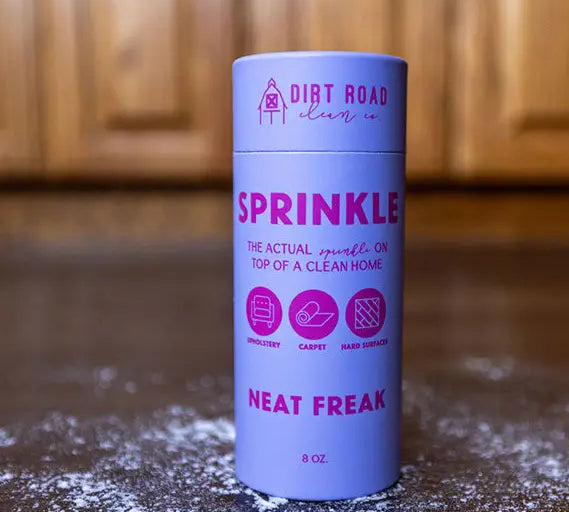 DIRT ROAD
clean co.
SPRINKLE
THE ACTUAL sprinkle ON
TOP OF A CLEAN HOME
UPHOLSTERY CARPET HARD SURFACES
NEAT FREAK
8 OZ.